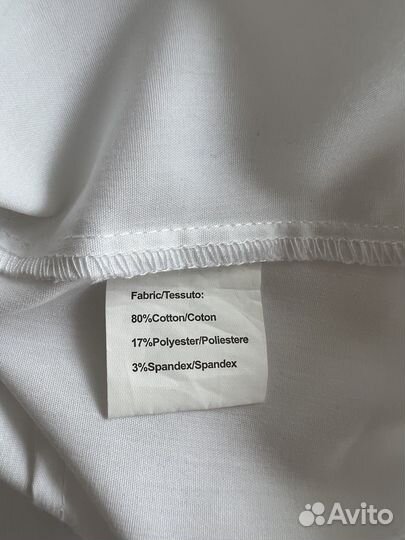 Fabric/Tessuto:
80%Cotton/Coton
17%Polyester/Poliestere
3%Spandex/Spandex
Avito